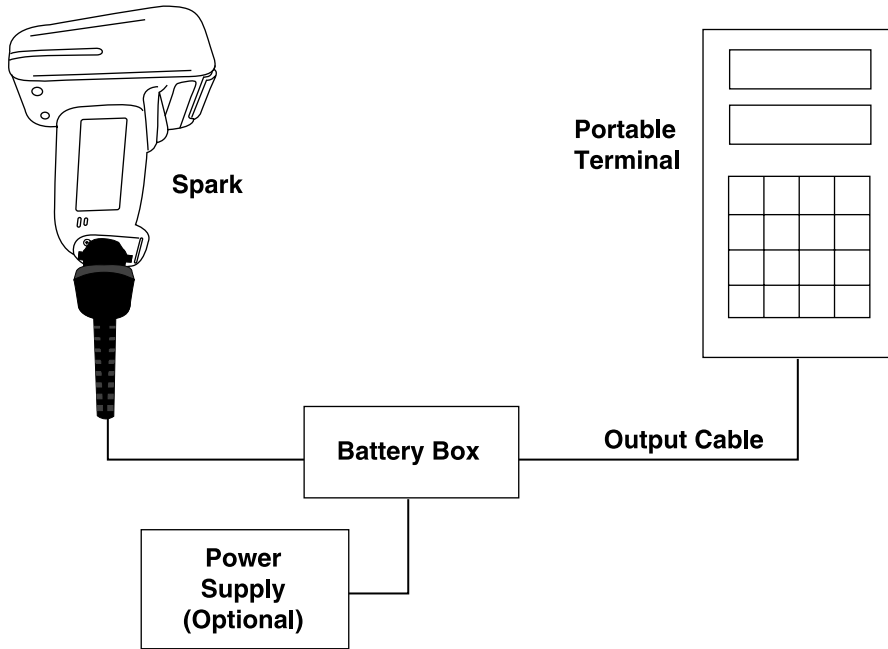 Spark
Portable
Terminal
Battery Box
Output Cable
Power
Supply
(Optional)